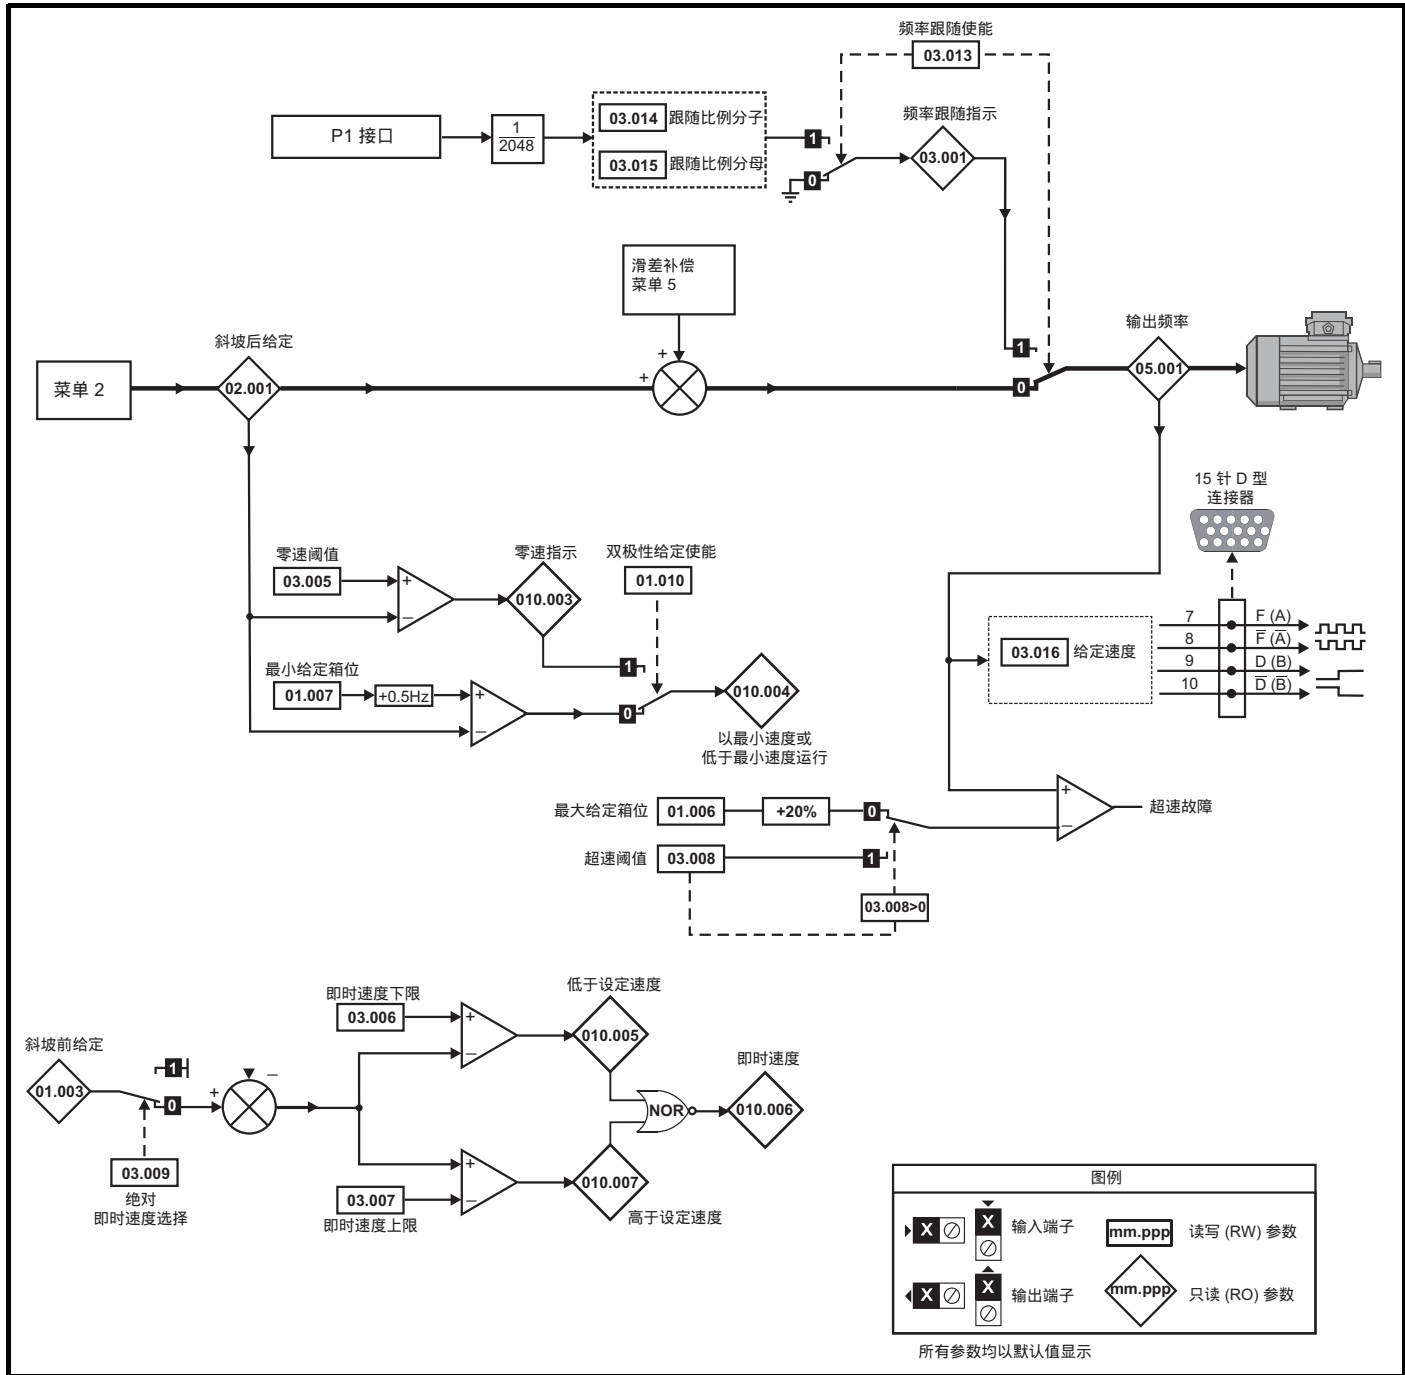 频率跟随使能
03.013
频率跟随指示
P1 接口
1
2048
03.014 跟随比例分子
03.015 跟随比例分母
1
0
03.001
滑差补偿
菜单 5
斜坡后给定
输出频率
菜单 2
02.001
+
+
1
0
05.001
15 针 D 型
连接器
零速阈值
03.005
+
–
零速指示
010.003
双极性给定使能
01.010
最小给定箱位
01.007
+0.5Hz
+
–
1
0
010.004
以最小速度或
低于最小速度运行
03.016 给定速度
7 F (A)
8 F̅ (A̅)
9 D (B)
10 D̅ (B̅)
最大给定箱位 01.006 +20% 0
超速阈值 03.008 1
03.008>0
+
–
超速故障
斜坡前给定
01.003
1
0
+
–
03.009
绝对
即时速度选择
即时速度下限
03.006
+
–
低于设定速度
010.005
NOR
即时速度
010.006
+
–
03.007
即时速度上限
010.007
高于设定速度
图例
X X 输入端子 mm.ppp 读写 (RW) 参数
X X 输出端子 mm.ppp 只读 (RO) 参数
所有参数均以默认值显示